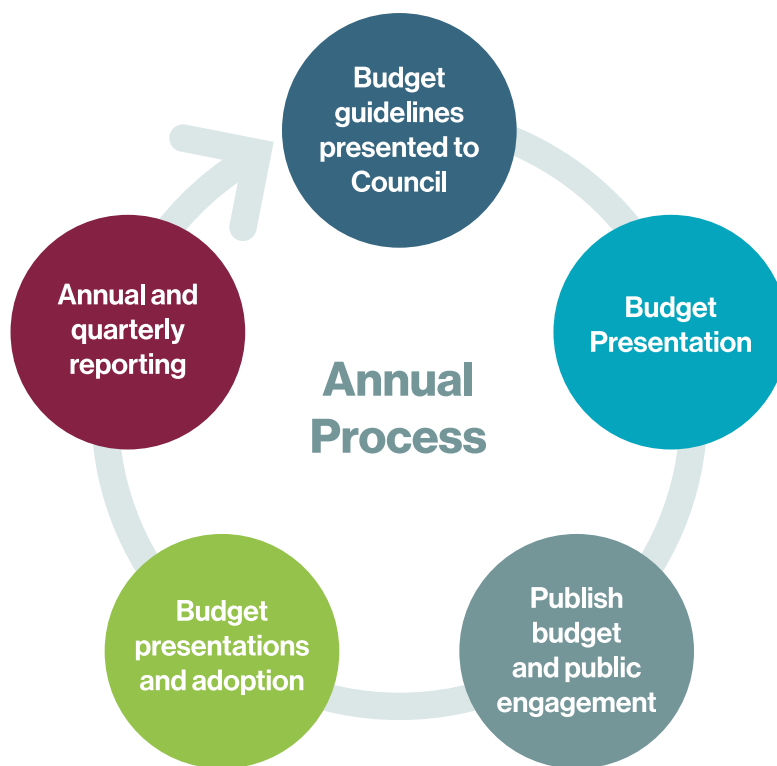 Budget
guidelines
presented to
Council
Budget
Presentation
Publish
budget
and public
engagement
Budget
presentations
and adoption
Annual and
quarterly
reporting
Annual
Process